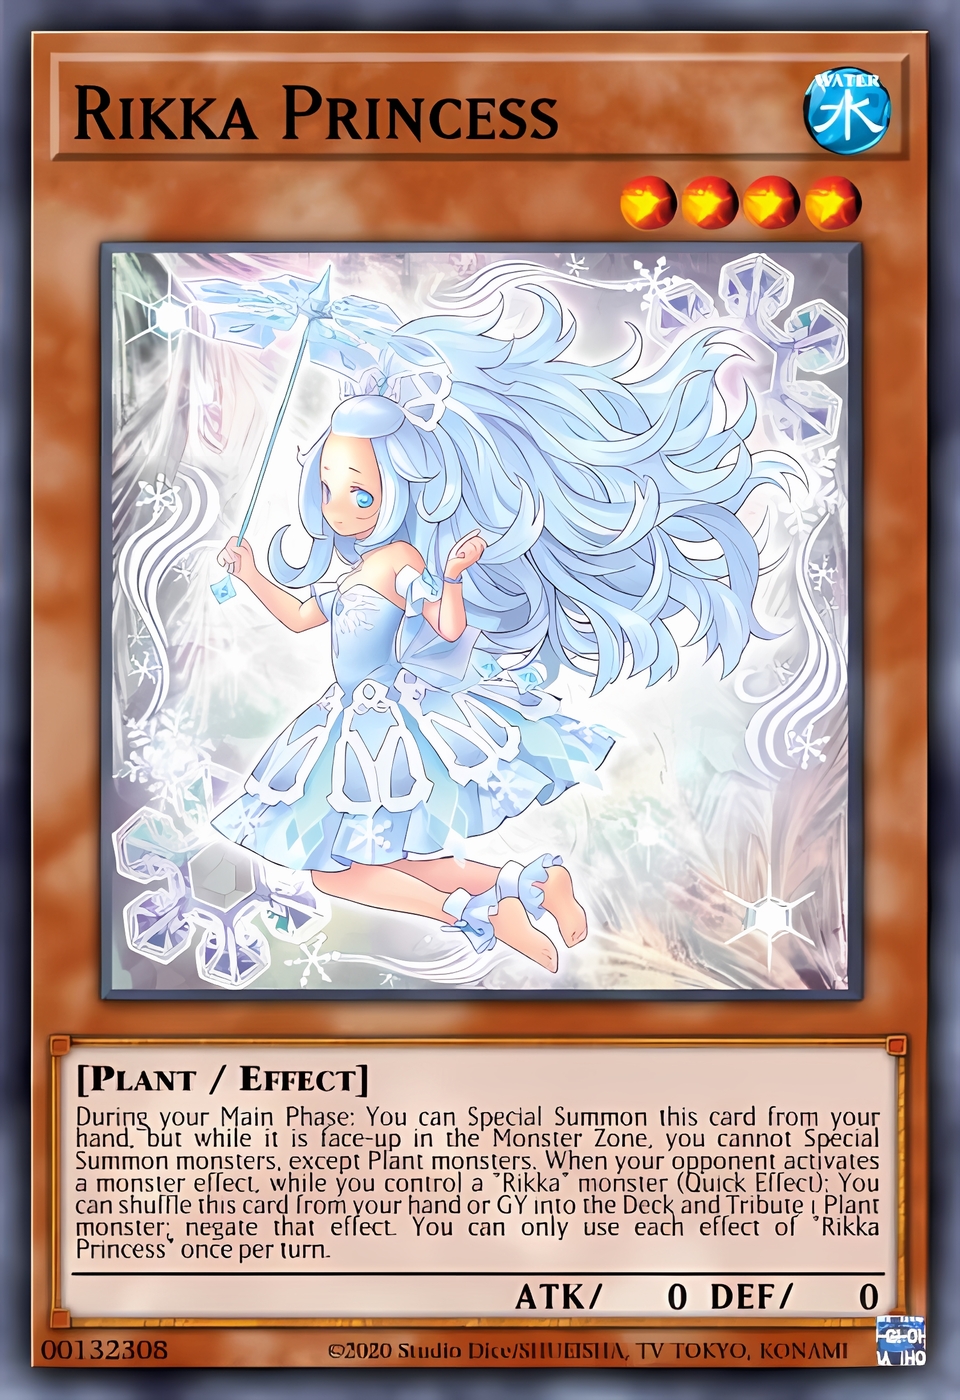 RIKKA PRINCESS
WATER
水
[PLANT / EFFECT]
During your Main Phase: You can Special Summon this card from your
hand, but while it is face-up in the Monster Zone, you cannot Special
Summon monsters, except Plant monsters. When your opponent activates
a monster effect, while you control a "Rikka" monster (Quick Effect): You
can shuffle this card from your hand or GY into the Deck and Tribute 1 Plant
monster; negate that effect. You can only use each effect of "Rikka
Princess" once per turn.
ATK/ 0 DEF/ 0
00132308
©2020 Studio Dice/SHUEISHA, TV TOKYO, KONAMI